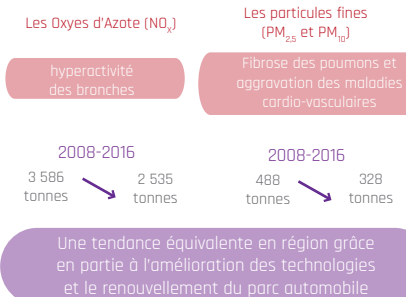 Les Oxyes d'Azote (NOx)
hyperactivité
des bronches
2008-2016
3 586
tonnes
2 535
tonnes
Les particules fines
(PM2,5 et PM10)
Fibrose des poumons et
aggravation des maladies
cardio-vasculaires
2008-2016
488
tonnes
328
tonnes
Une tendance équivalente en région grâce
en partie à l'amélioration des technologies
et le renouvellement du parc automobile